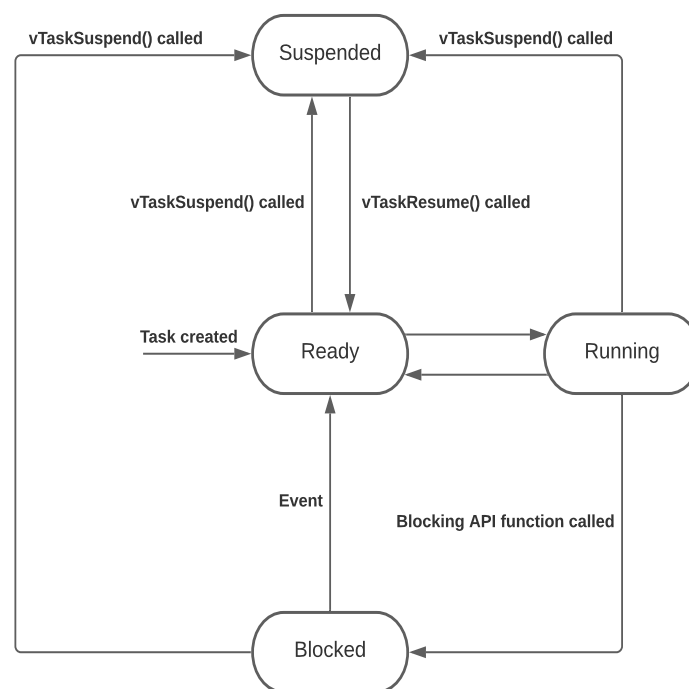 vTaskSuspend() called
Suspended
vTaskSuspend() called
vTaskSuspend() called
vTaskResume() called
Task created
Ready
Running
Event
Blocking API function called
Blocked